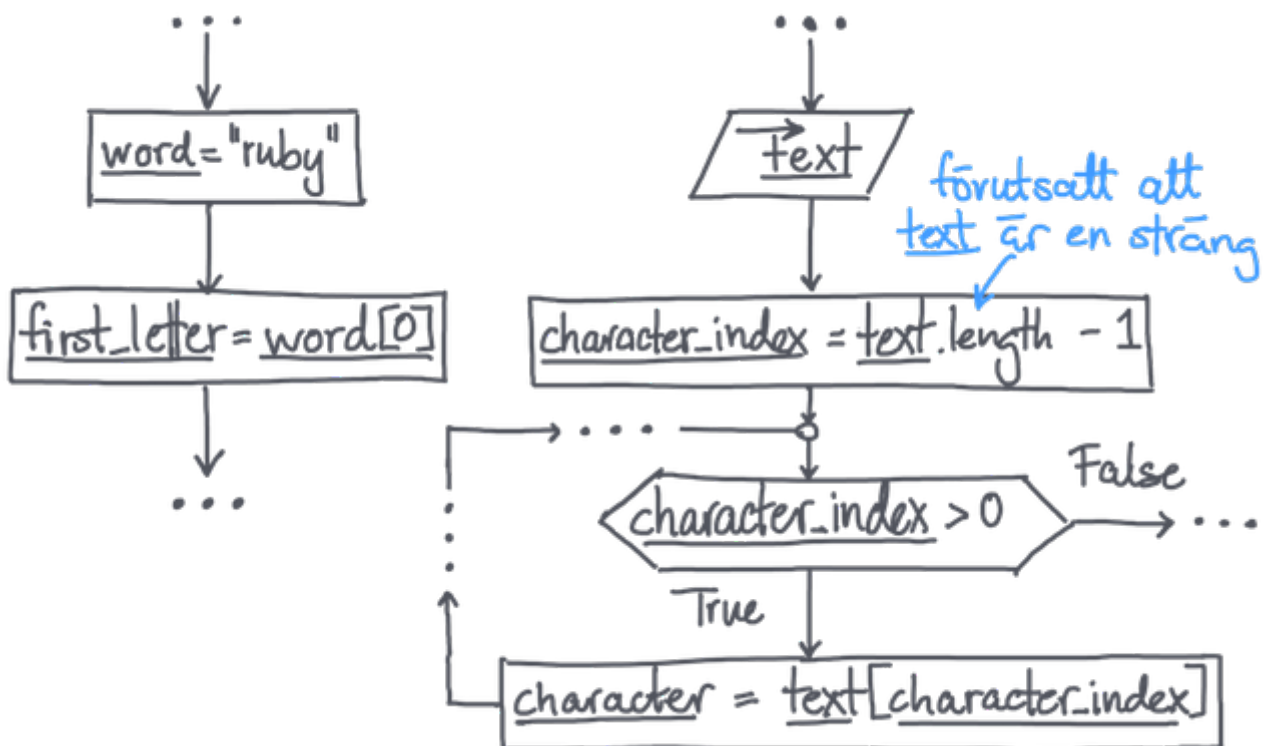 word = "ruby"
first_letter = word[0]
text
förutsatt att
text är en sträng
character_index = text.length - 1
character_index > 0
False
True
character = text[character_index]